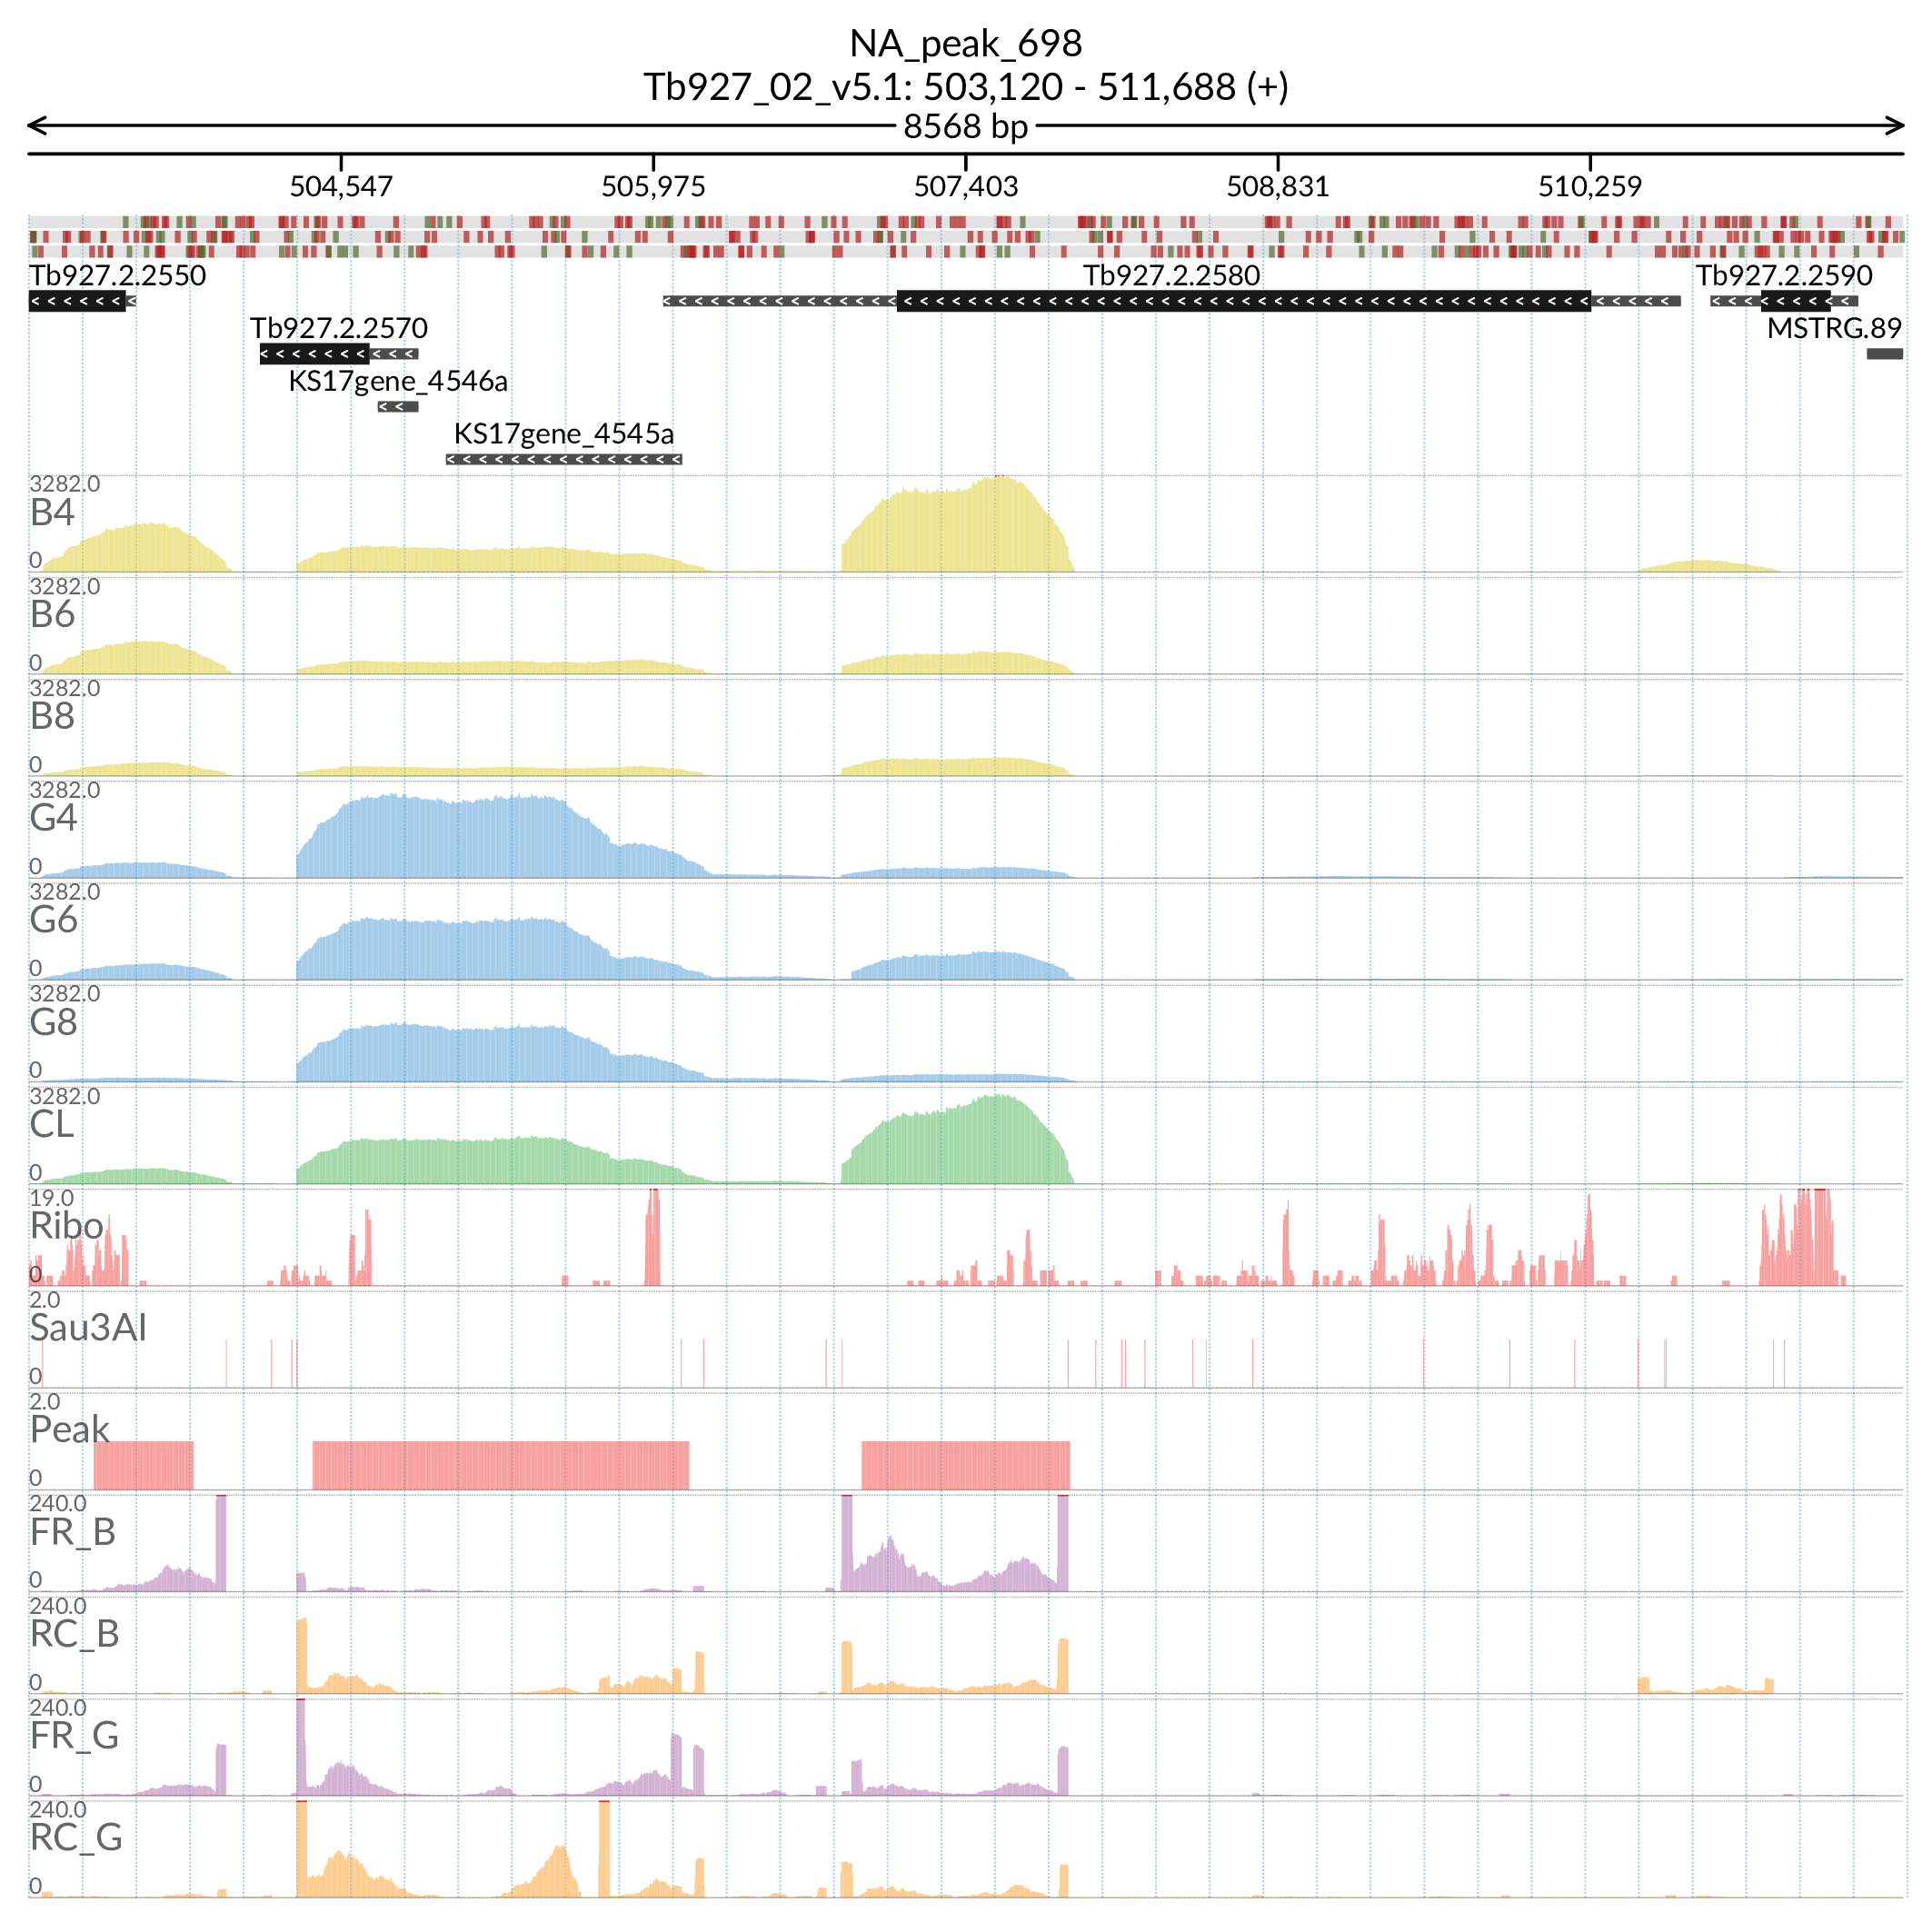 NA_peak_698
Tb927_02_v5.1: 503,120 - 511,688 (+)
8568 bp
504,547 505,975 507,403 508,831 510,259
Tb927.2.2550 Tb927.2.2580 Tb927.2.2590
Tb927.2.2570 MSTRG.89
KS17gene_4546a
KS17gene_4545a
3282.0
B4
0
3282.0
B6
0
3282.0
B8
0
3282.0
G4
0
3282.0
G6
0
3282.0
G8
0
3282.0
CL
0
19.0
Ribo
0
2.0
Sau3AI
0
2.0
Peak
0
240.0
FR_B
0
240.0
RC_B
0
240.0
FR_G
0
240.0
RC_G
0